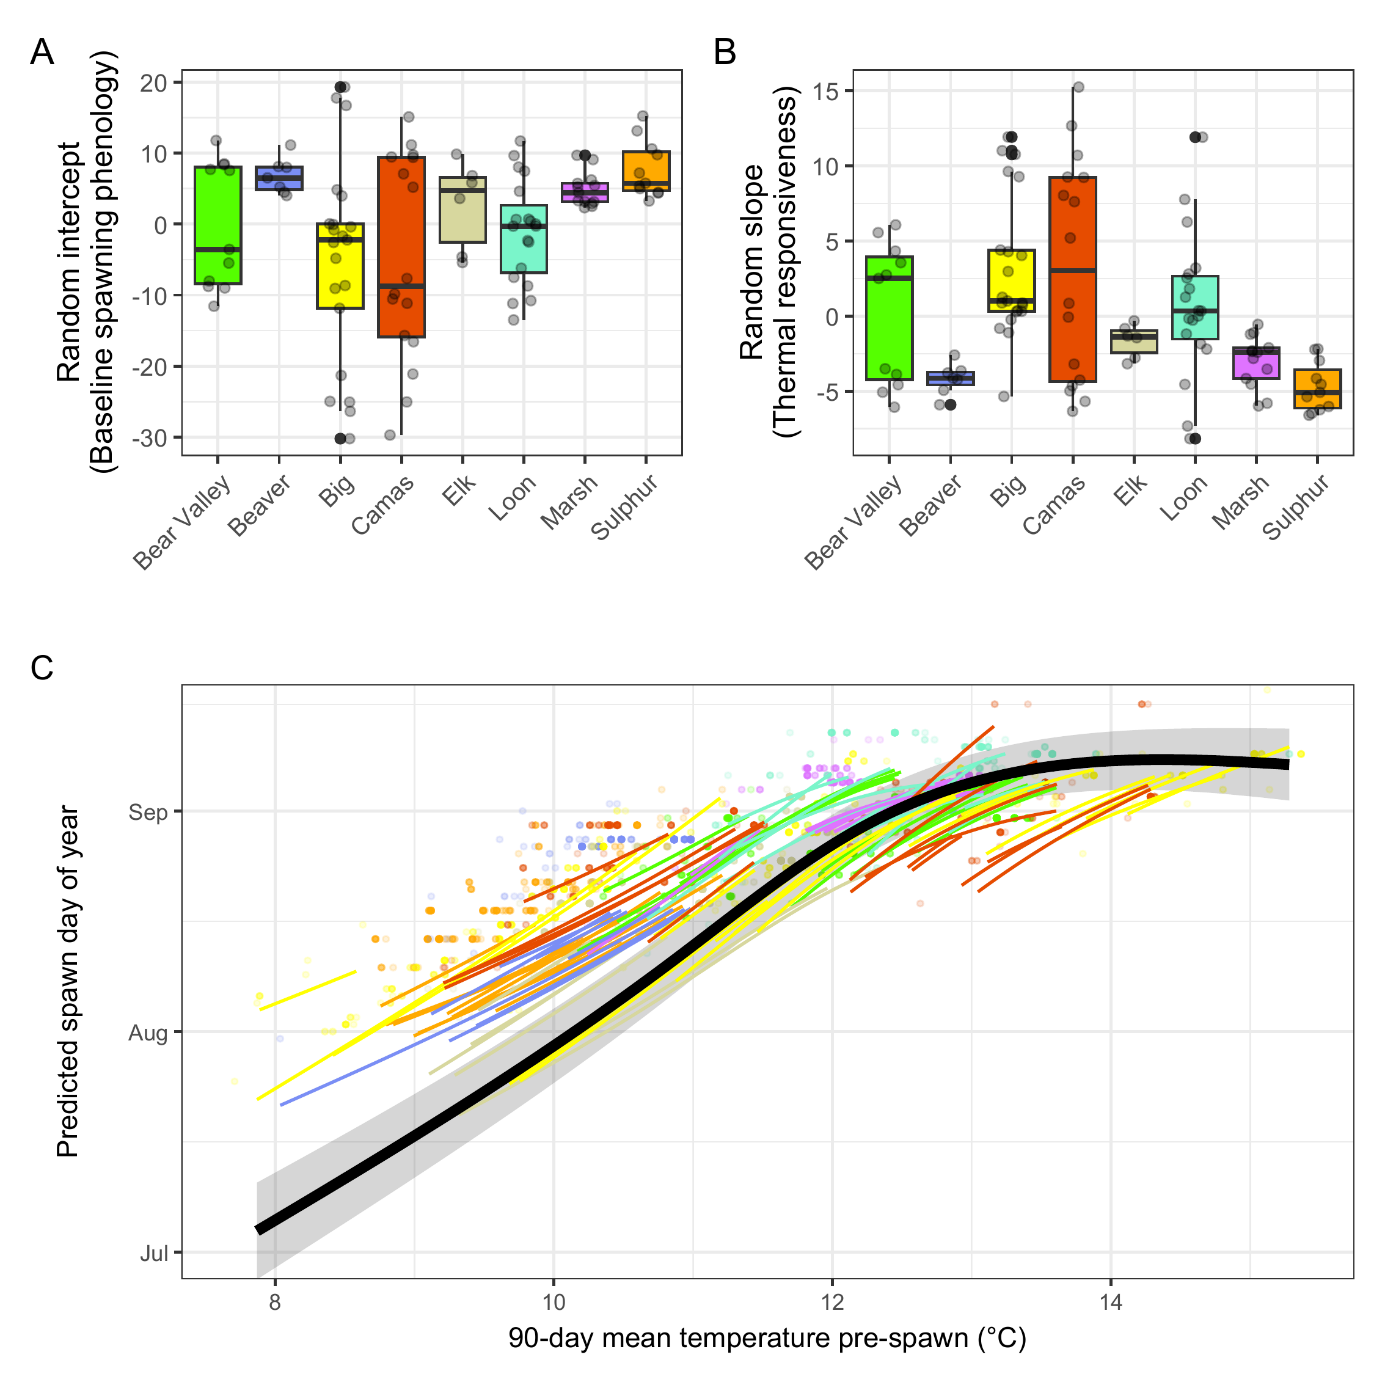 A
Random intercept
(Baseline spawning phenology)
20
10
0
-10
-20
-30
Bear Valley
Beaver
Big
Camas
Elk
Loon
Marsh
Sulphur
B
Random slope
(Thermal responsiveness)
15
10
5
0
-5
Bear Valley
Beaver
Big
Camas
Elk
Loon
Marsh
Sulphur
C
Predicted spawn day of year
Sep
Aug
Jul
8
10
12
14
90-day mean temperature pre-spawn (°C)